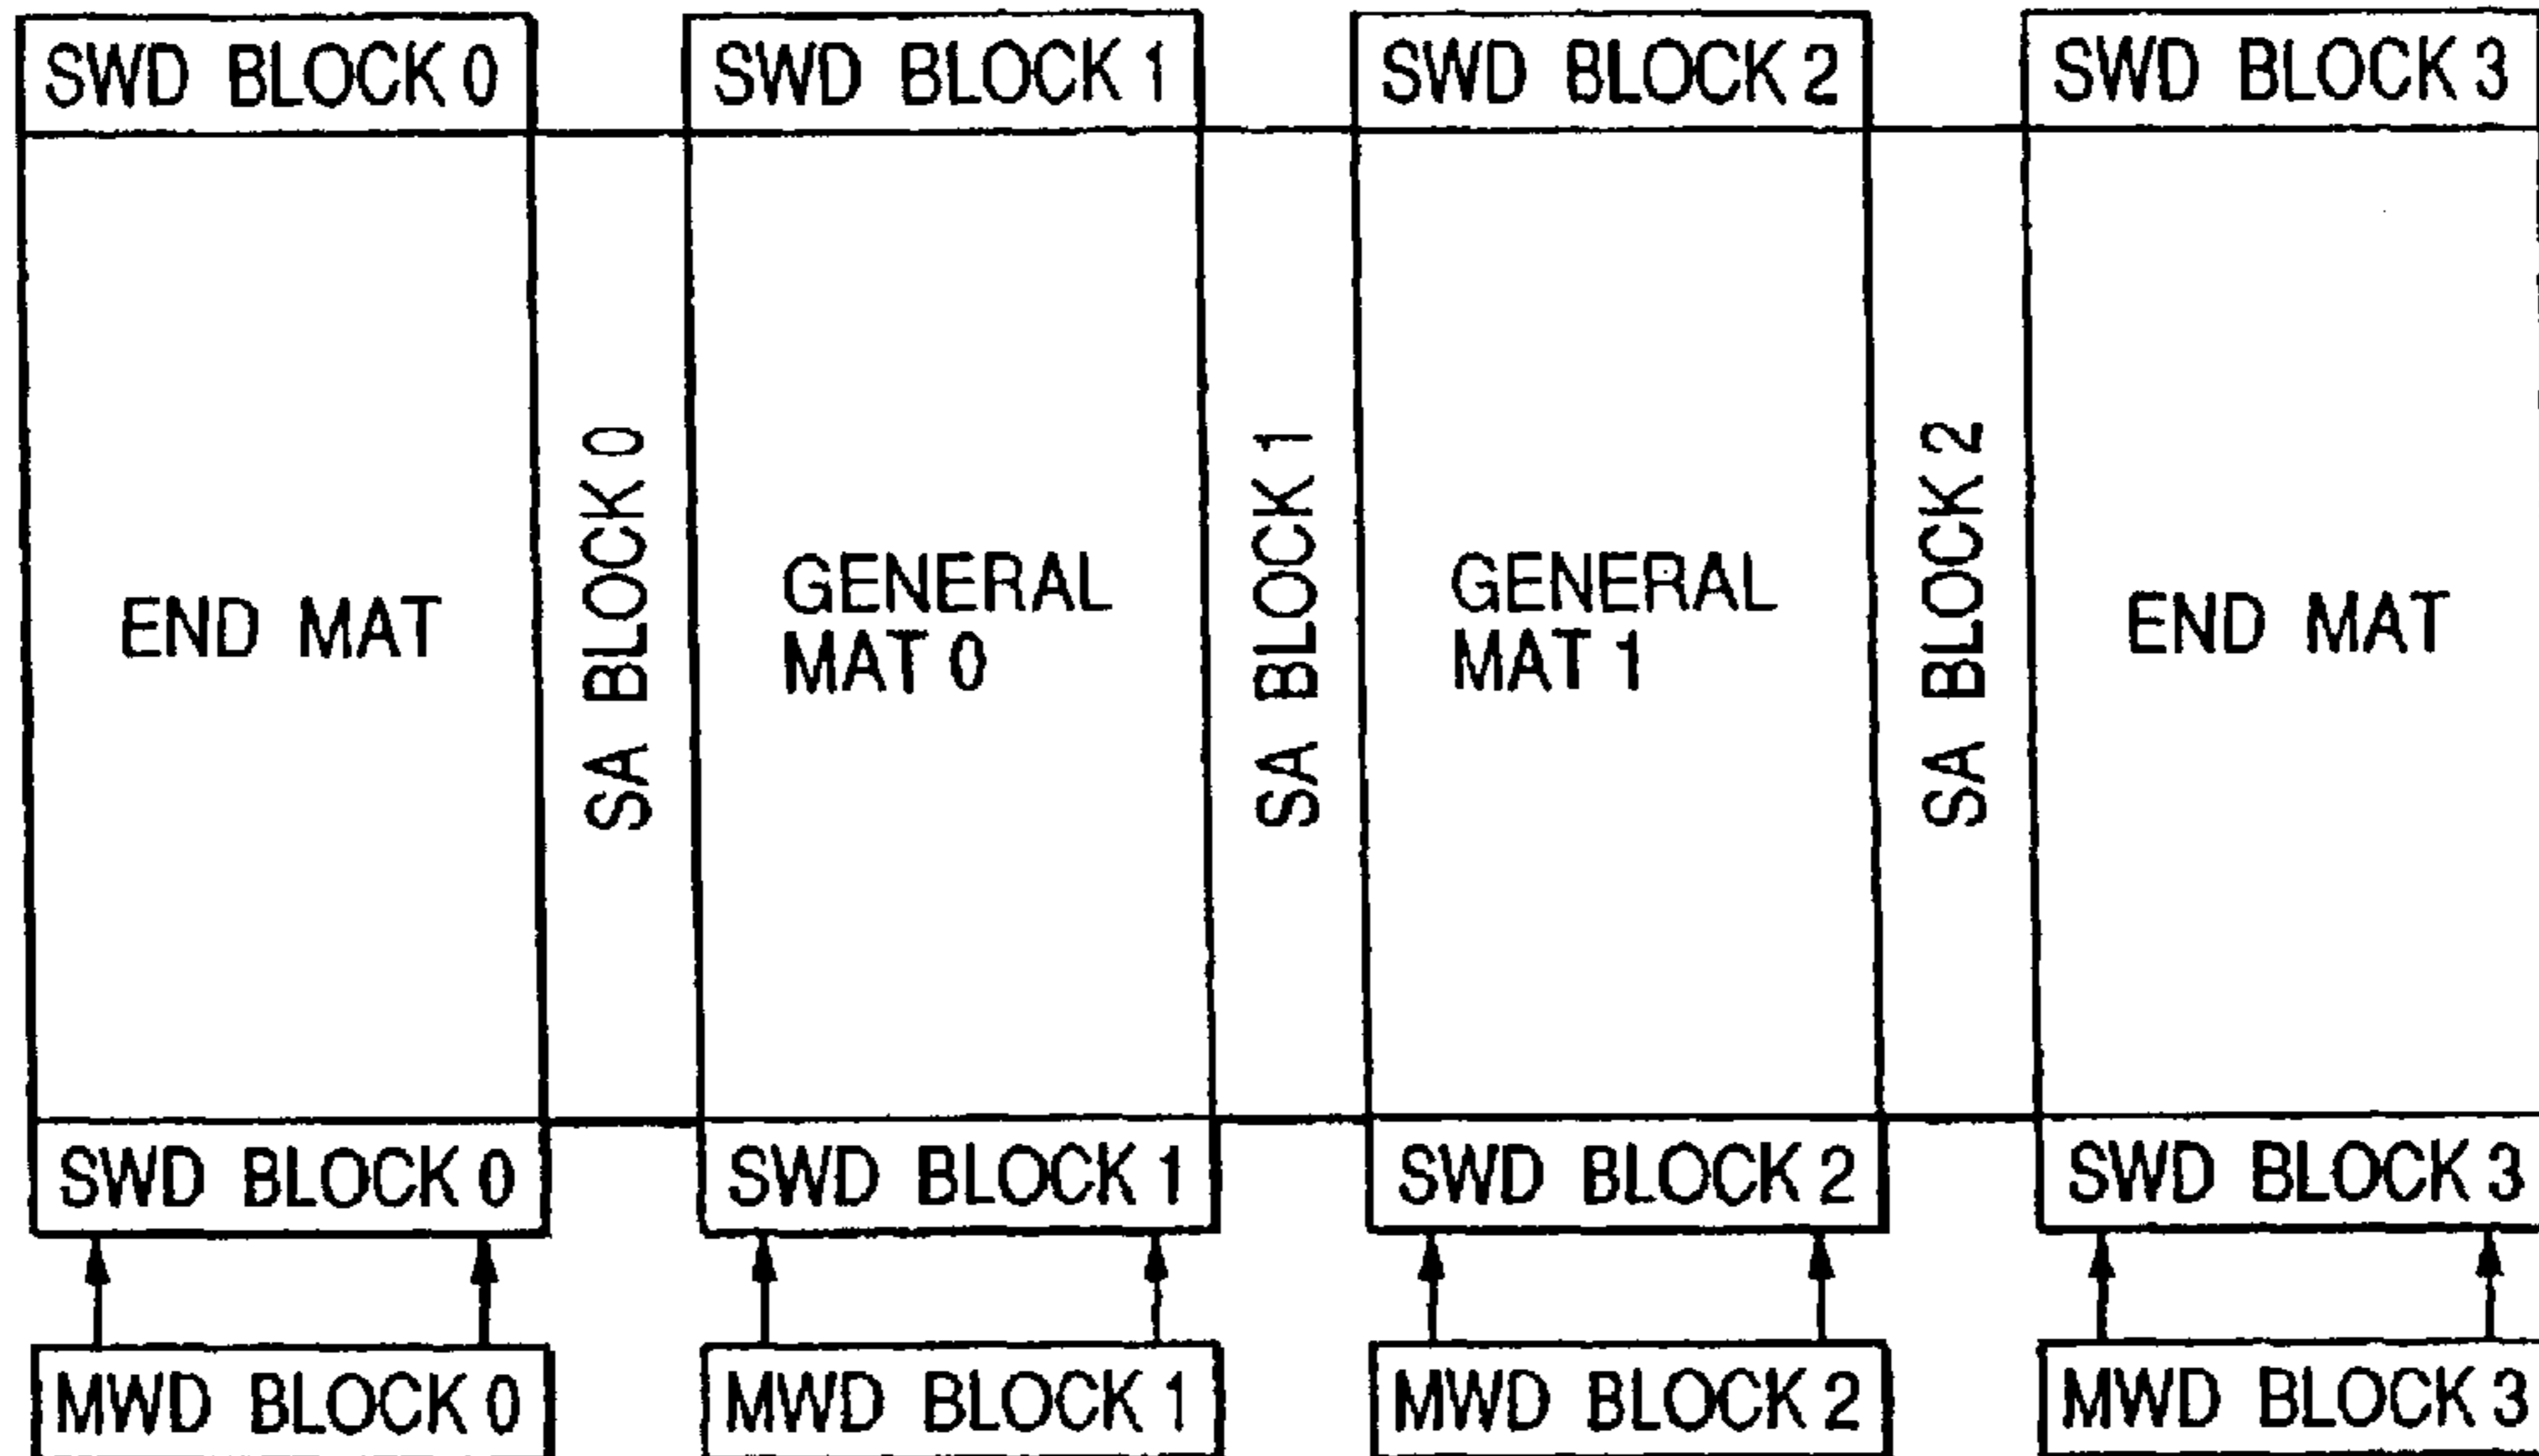 SWD BLOCK 0
SWD BLOCK 1
SWD BLOCK 2
SWD BLOCK 3
END MAT
SA BLOCK 0
GENERAL
MAT 0
SA BLOCK 1
GENERAL
MAT 1
SA BLOCK 2
END MAT
SWD BLOCK 0
SWD BLOCK 1
SWD BLOCK 2
SWD BLOCK 3
MWD BLOCK 0
MWD BLOCK 1
MWD BLOCK 2
MWD BLOCK 3